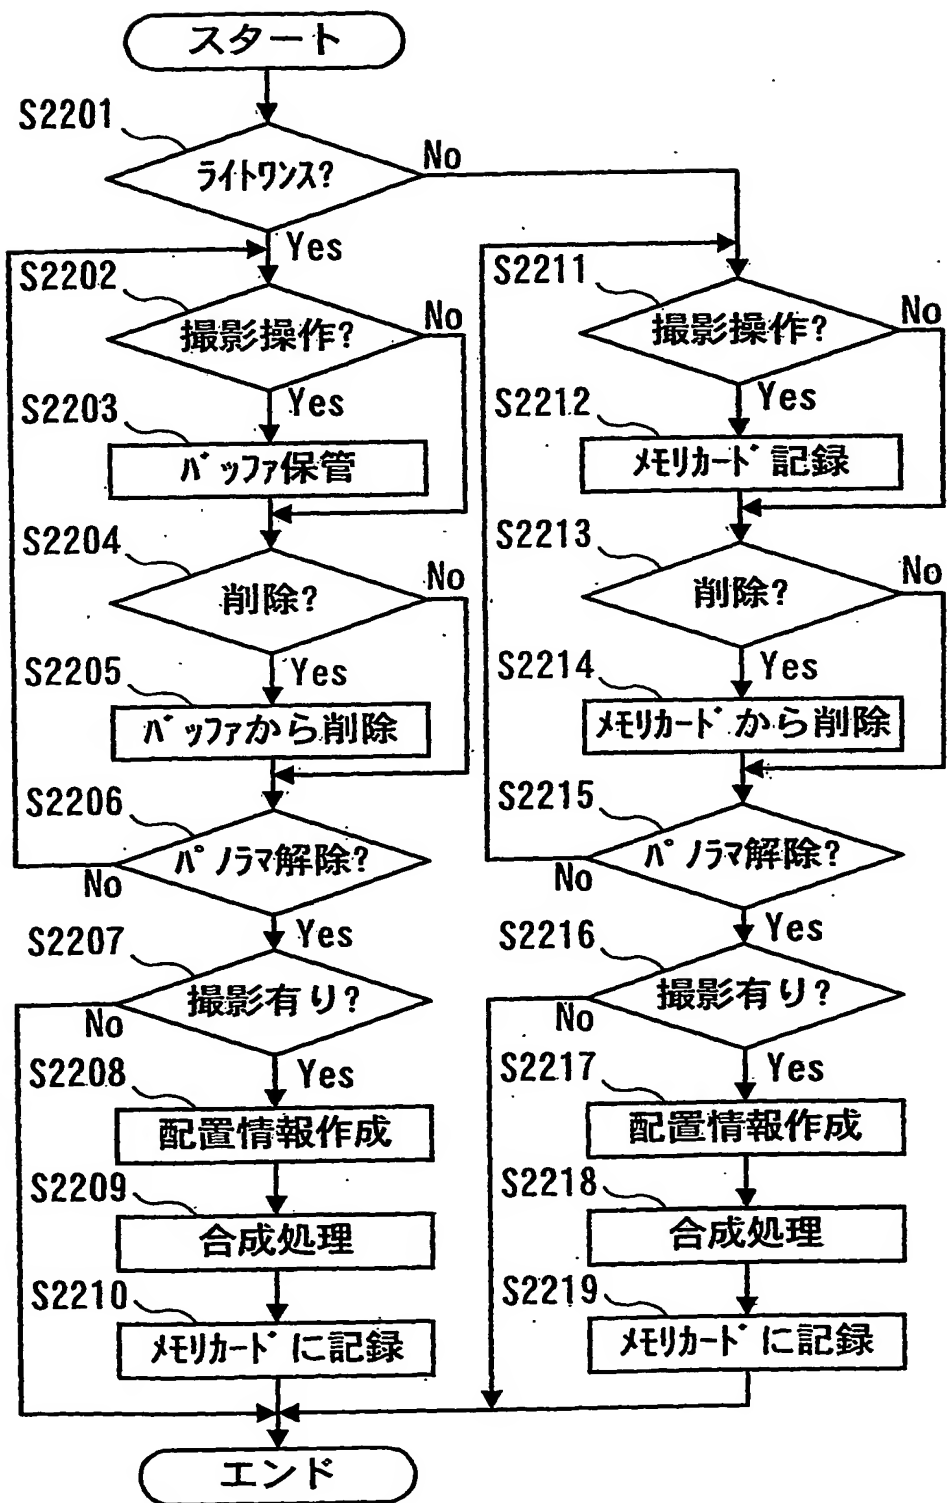 スタート
S2201
ライトワンス?
No
Yes
S2202
撮影操作?
No
Yes
S2203
バッファ保管
S2204
削除?
No
Yes
S2205
バッファから削除
S2206
パノラマ解除?
No
Yes
S2207
撮影有り?
No
Yes
S2208
配置情報作成
S2209
合成処理
S2210
メモリカードに記録
S2211
撮影操作?
No
Yes
S2212
メモリカード記録
S2213
削除?
No
Yes
S2214
メモリカードから削除
S2215
パノラマ解除?
No
Yes
S2216
撮影有り?
No
Yes
S2217
配置情報作成
S2218
合成処理
S2219
メモリカードに記録
エンド